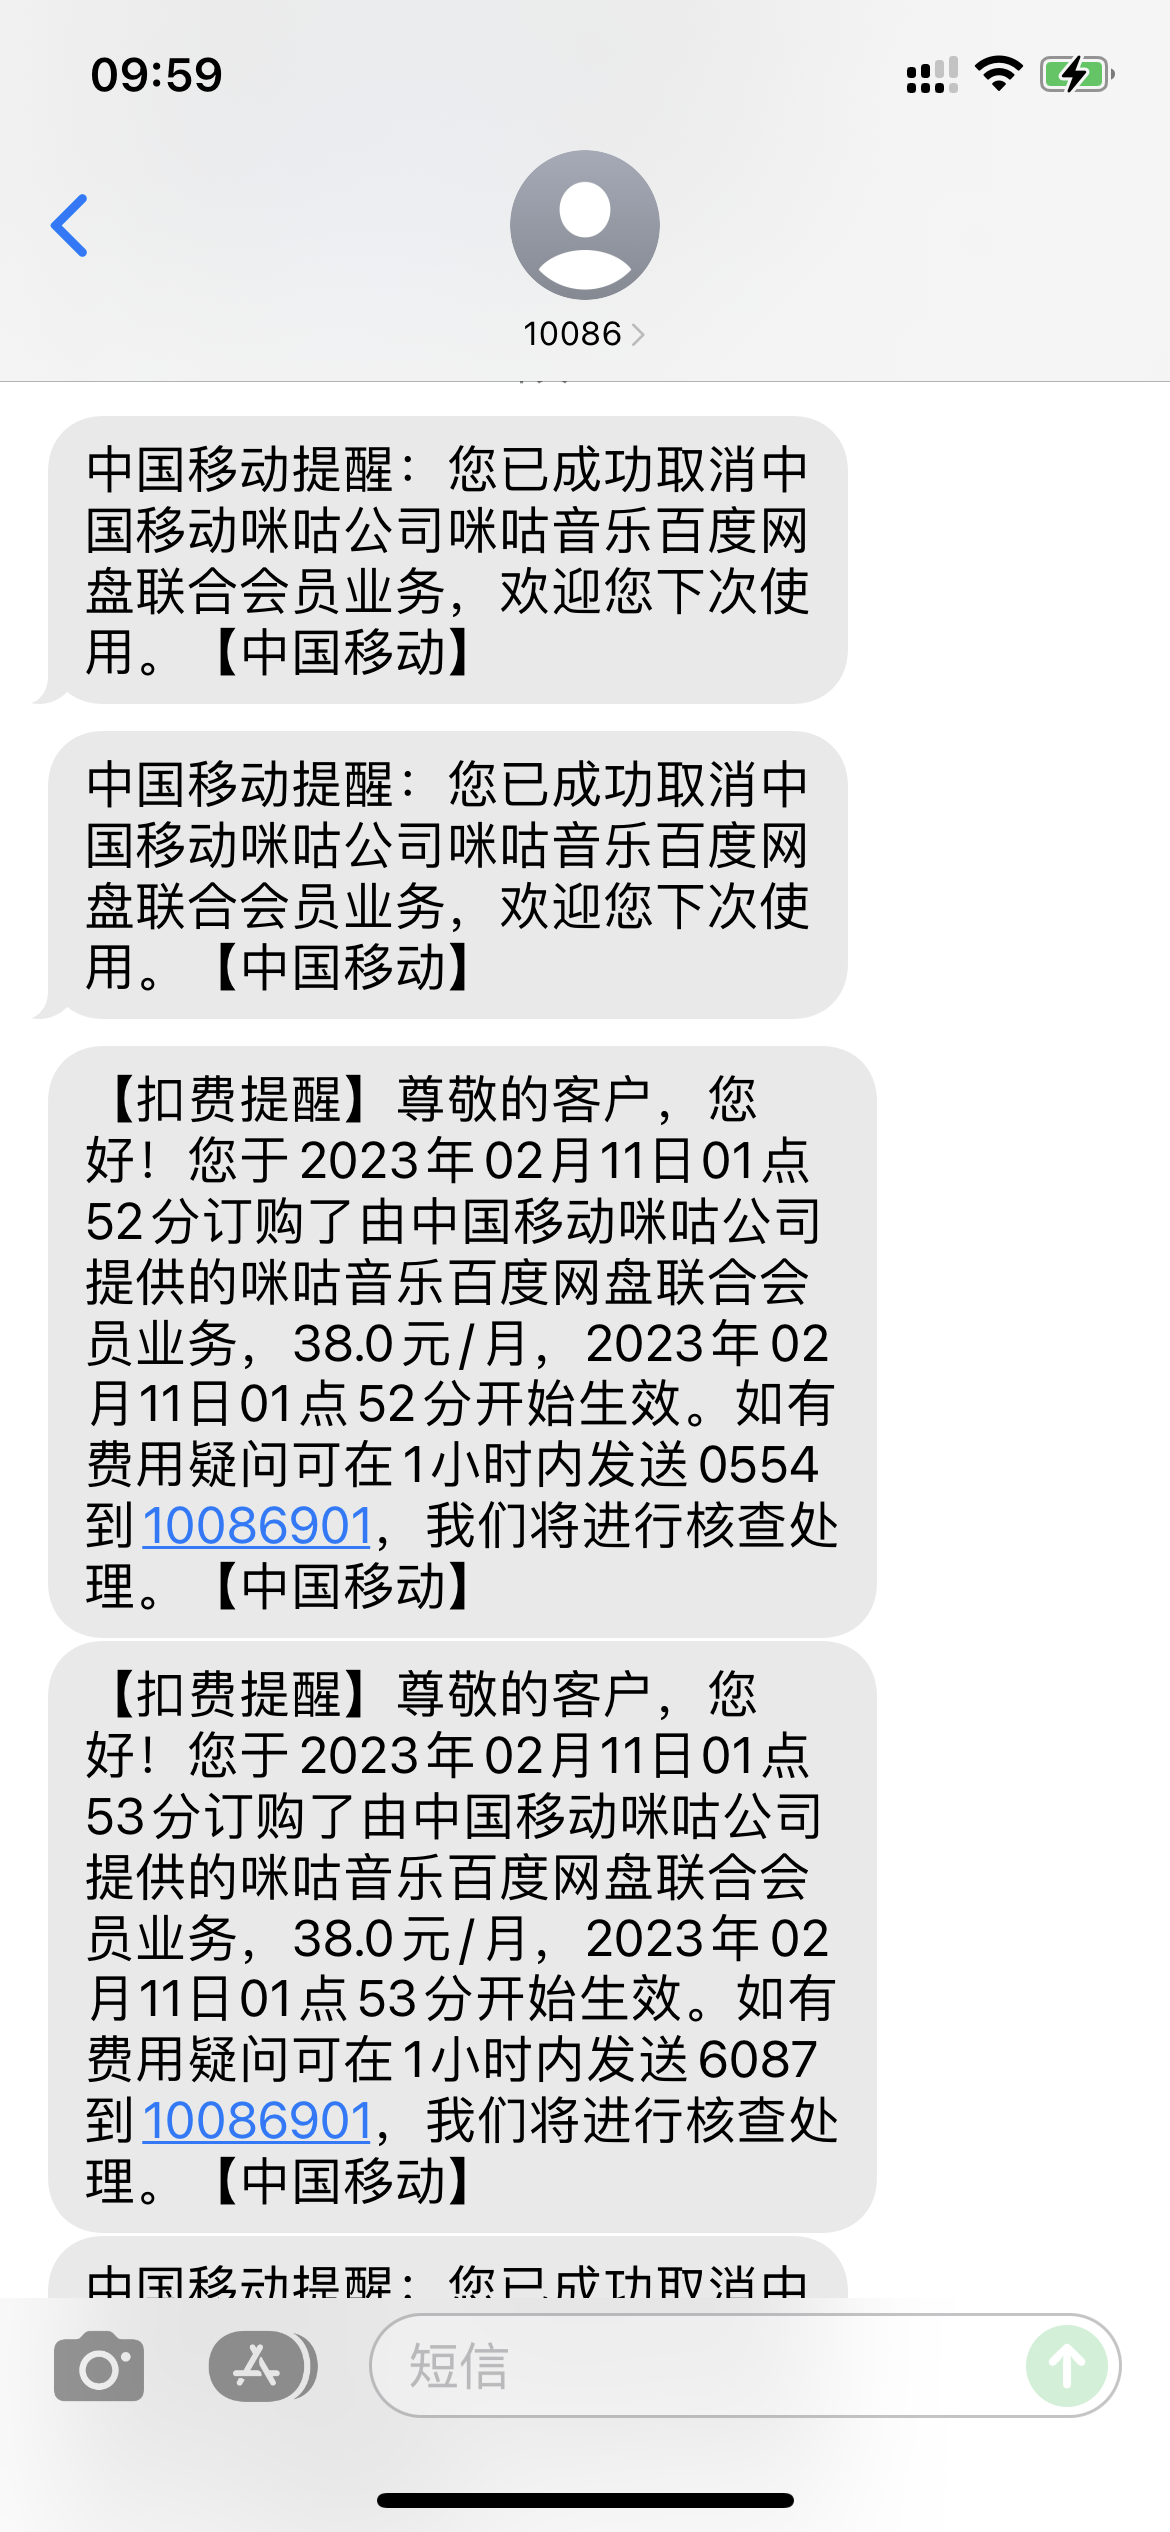 09:59
10086
中国移动提醒：您已成功取消中
国移动咪咕公司咪咕音乐百度网
盘联合会员业务，欢迎您下次使
用。【中国移动】
中国移动提醒：您已成功取消中
国移动咪咕公司咪咕音乐百度网
盘联合会员业务，欢迎您下次使
用。【中国移动】
【扣费提醒】尊敬的客户，您
好！您于2023年02月11日01点
52分订购了由中国移动咪咕公司
提供的咪咕音乐百度网盘联合会
员业务，38.0元/月，2023年02
月11日01点52分开始生效。如有
费用疑问可在1小时内发送0554
到10086901，我们将进行核查处
理。【中国移动】
【扣费提醒】尊敬的客户，您
好！您于2023年02月11日01点
53分订购了由中国移动咪咕公司
提供的咪咕音乐百度网盘联合会
员业务，38.0元/月，2023年02
月11日01点53分开始生效。如有
费用疑问可在1小时内发送6087
到10086901，我们将进行核查处
理。【中国移动】
中国移动提醒：您已成功取消中
短信